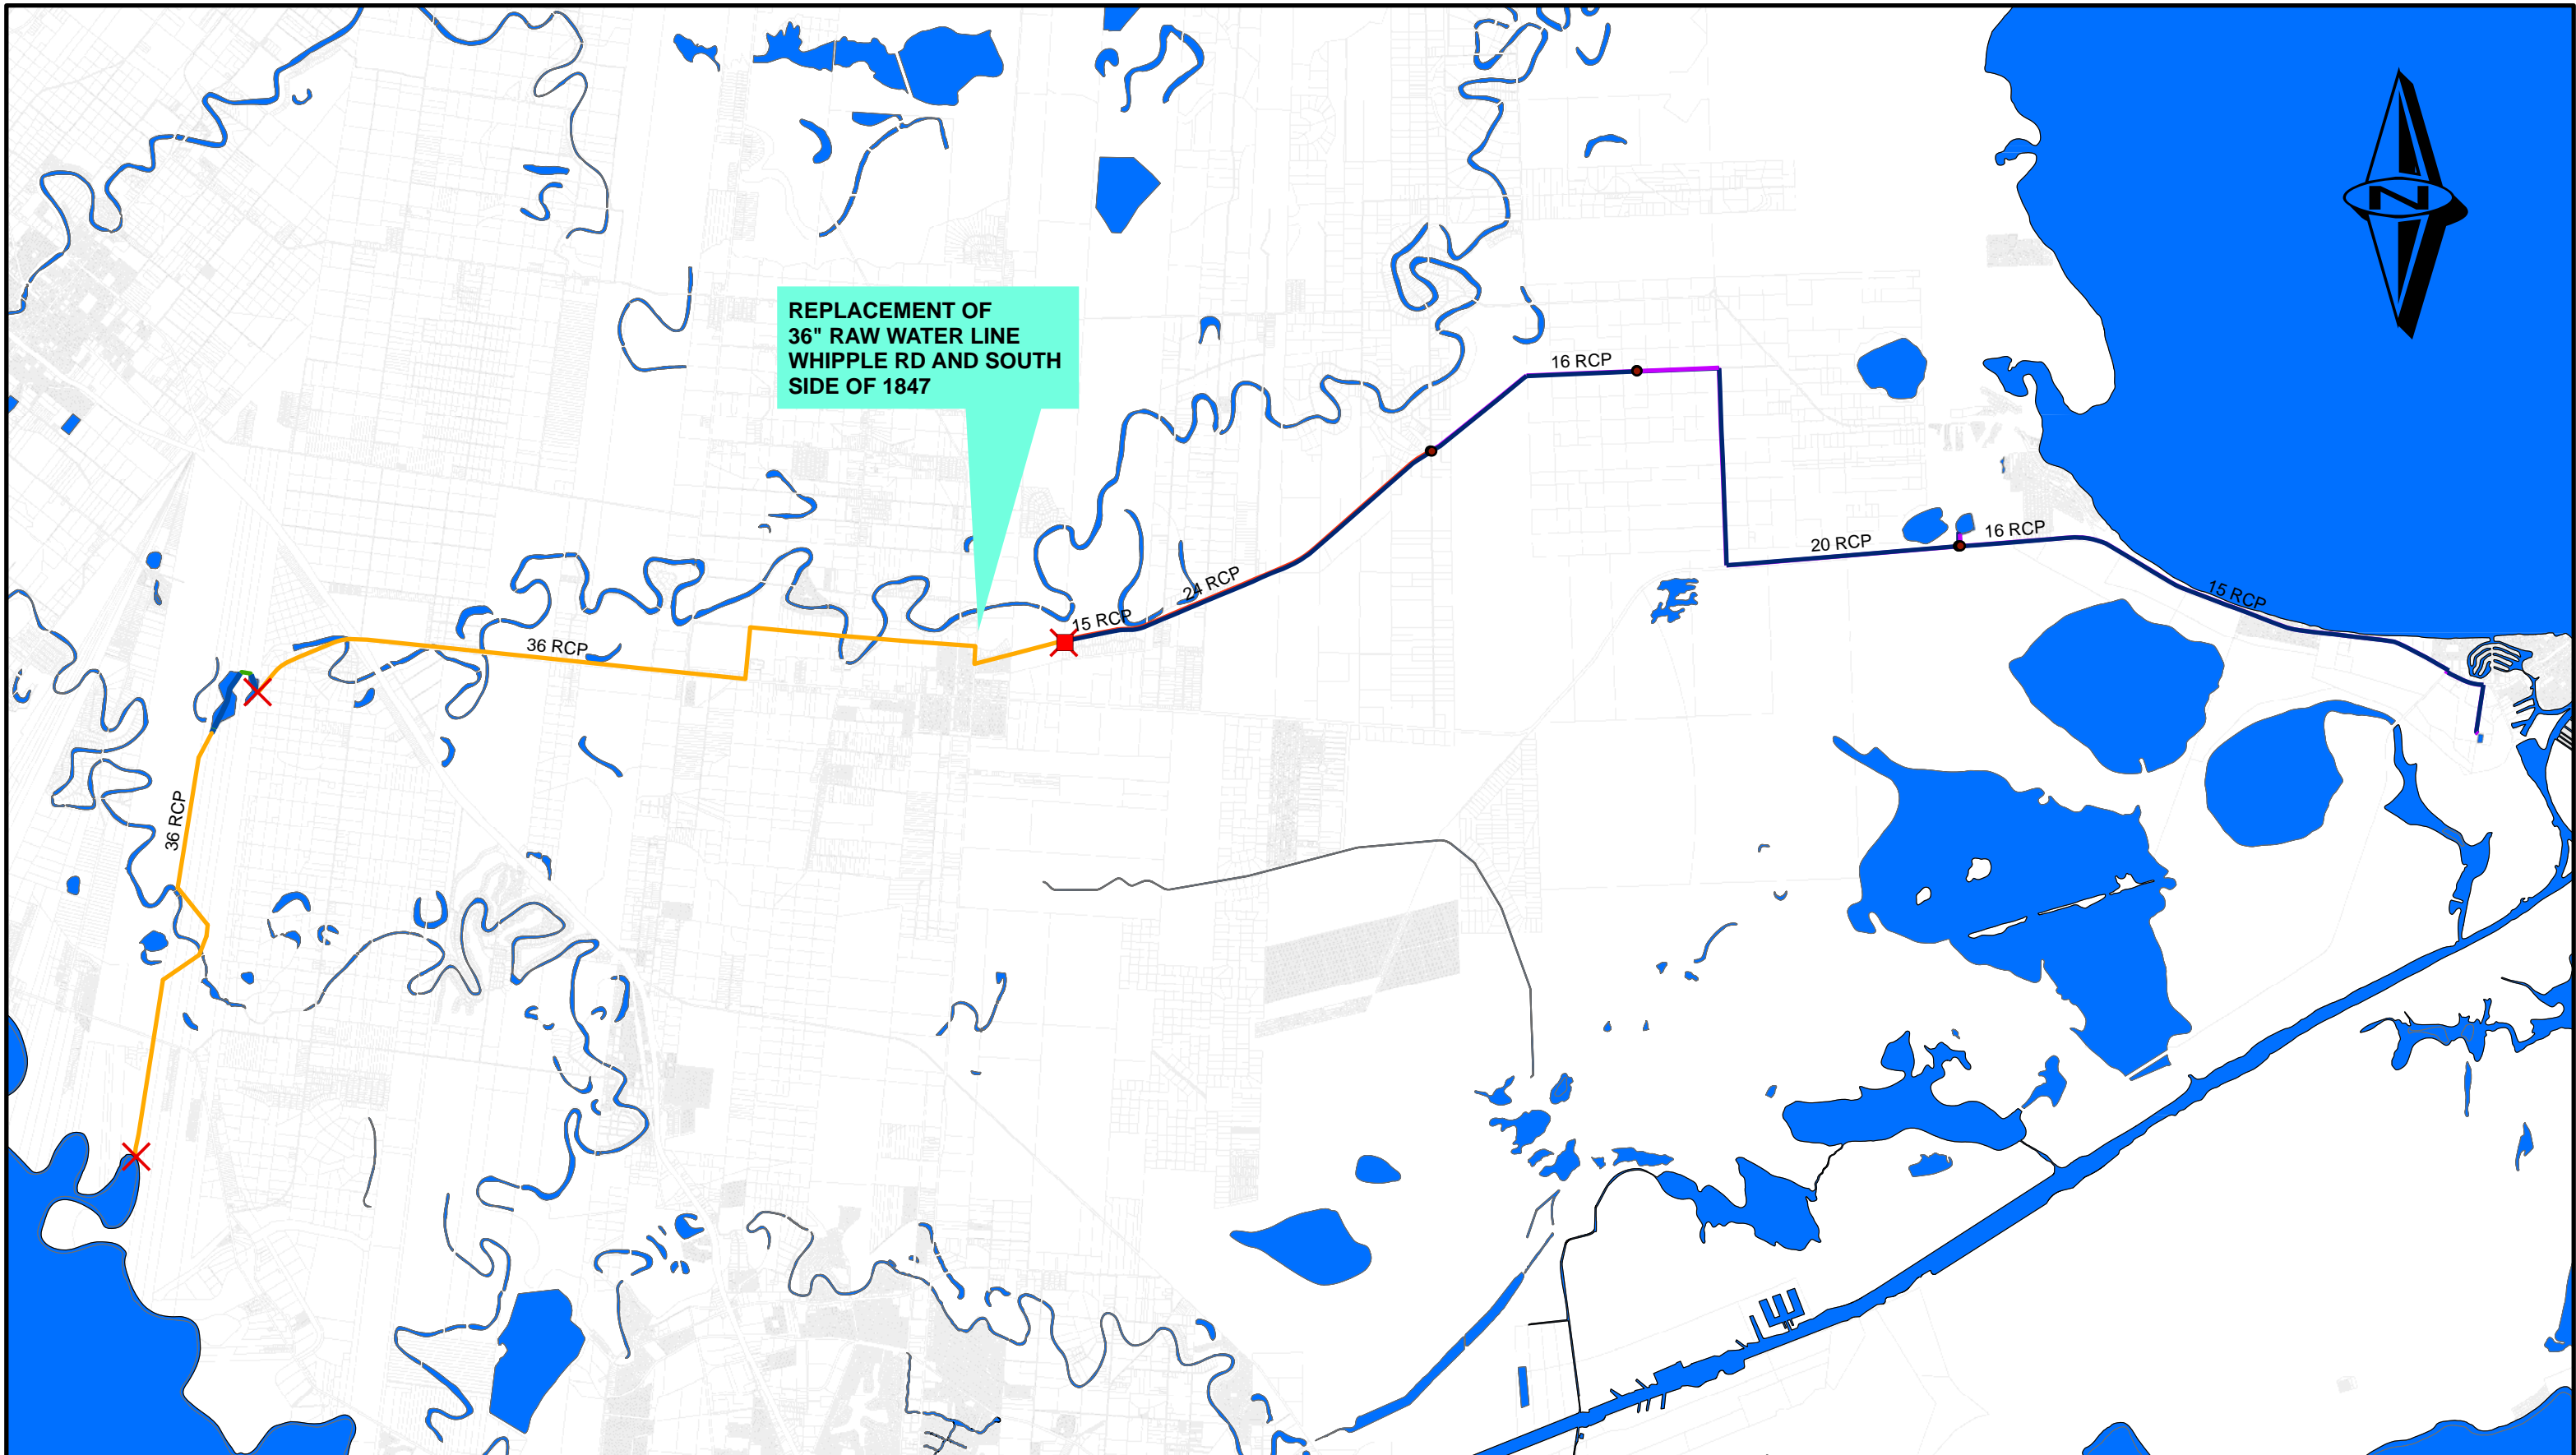 N
REPLACEMENT OF
36" RAW WATER LINE
WHIPPLE RD AND SOUTH
SIDE OF 1847
16 RCP
20 RCP
16 RCP
15 RCP
24 RCP
15 RCP
36 RCP
36 RCP